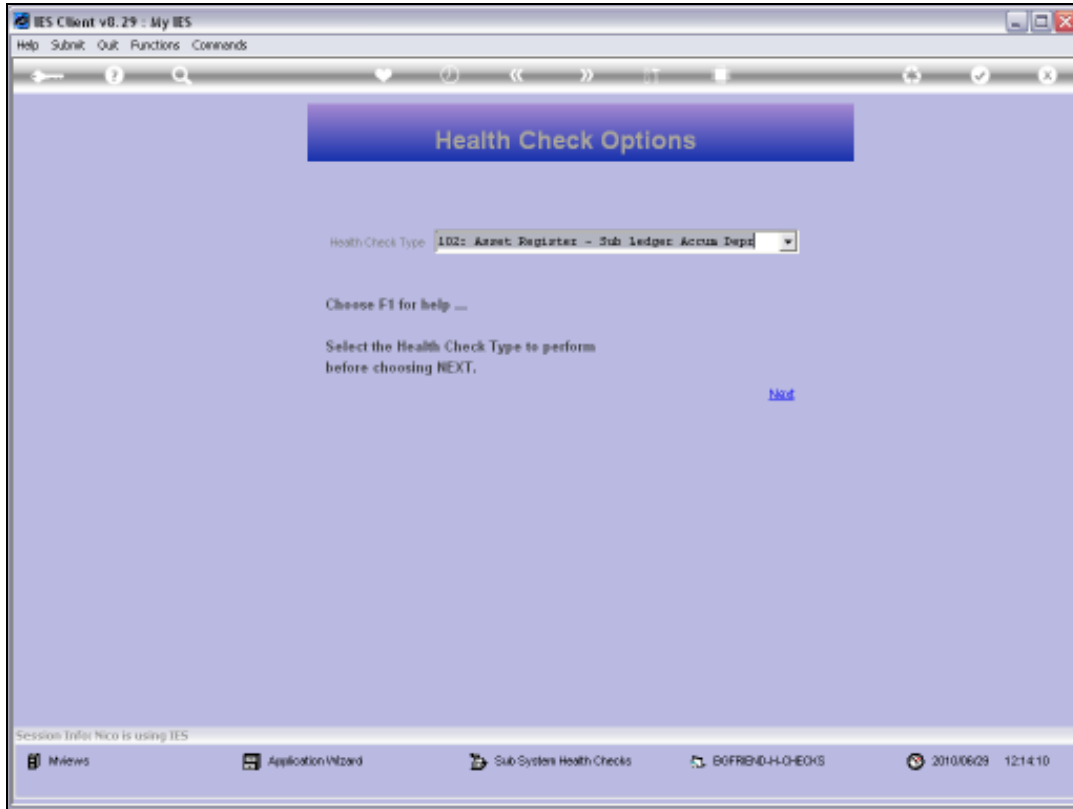 IES Client v8.29 : My IES
Help Submit Quit Functions Commands
Health Check Options
Health Check Type 102: Asset Register - Sub ledger Accum Depr
Choose F1 for help ...
Select the Health Check Type to perform
before choosing NEXT.
Next
Session Info: Nico is using IES
Mviews Application Wizard Sub System Health Checks BGFRIEND-H-CHECKS 2010/06/29 12:14:10